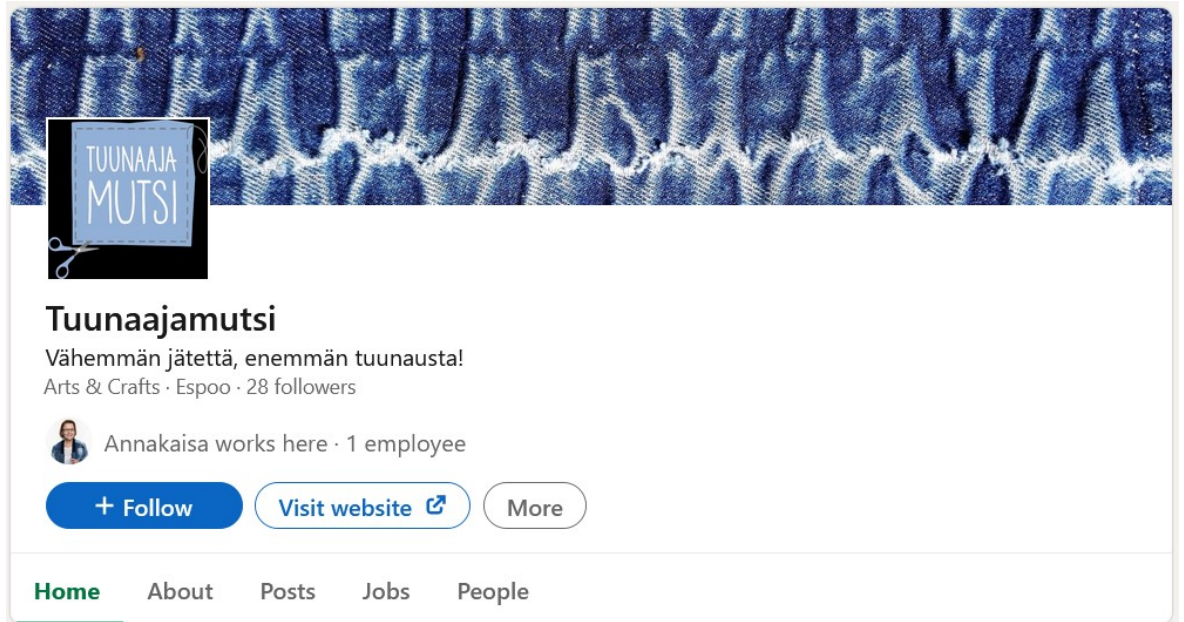 TUUNAAJA
MUTSI
Tuunaajamutsi
Vähemmän jätettä, enemmän tuunausta!
Arts & Crafts · Espoo · 28 followers
Annakaisa works here · 1 employee
+ Follow Visit website More
Home About Posts Jobs People